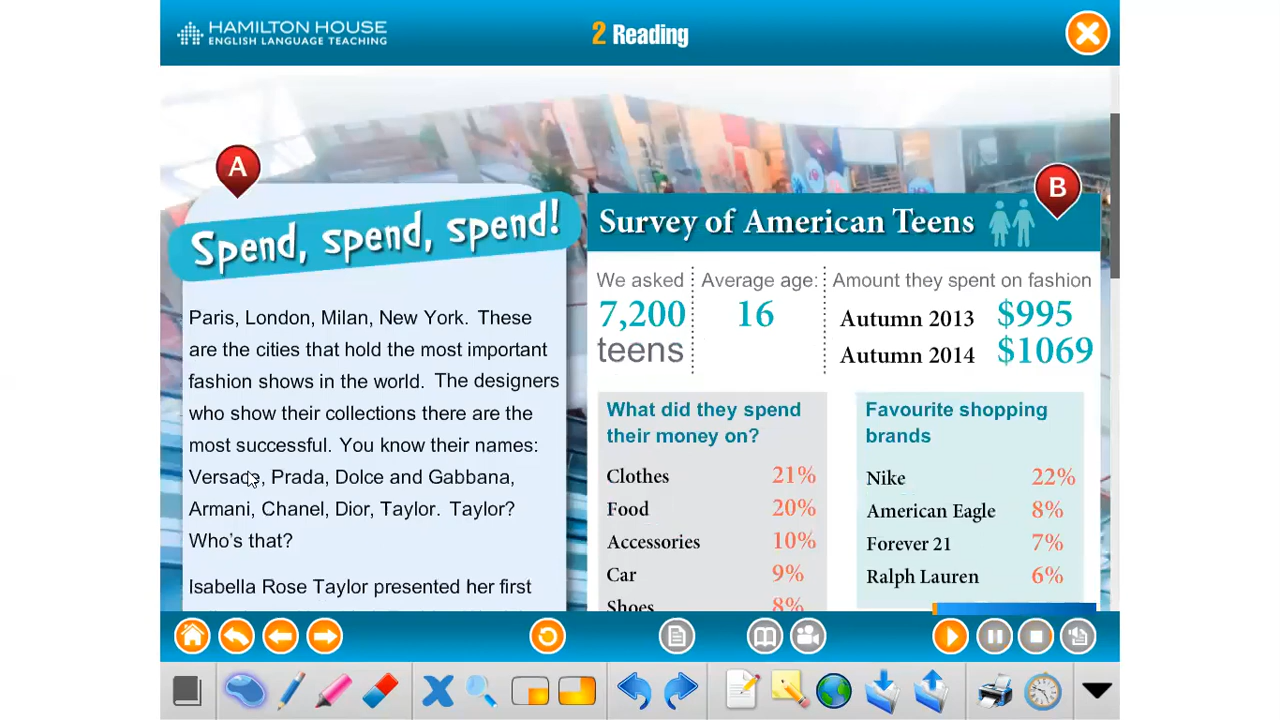 HAMILTON HOUSE
ENGLISH LANGUAGE TEACHING
2 Reading
A
Spend, spend, spend!
Paris, London, Milan, New York. These
are the cities that hold the most important
fashion shows in the world. The designers
who show their collections there are the
most successful. You know their names:
Versace, Prada, Dolce and Gabbana,
Armani, Chanel, Dior, Taylor. Taylor?
Who's that?
Isabella Rose Taylor presented her first
B
Survey of American Teens
We asked
7,200
teens
Average age:
16
Amount they spent on fashion
Autumn 2013 $995
Autumn 2014 $1069
What did they spend
their money on?
Clothes 21%
Food 20%
Accessories 10%
Car 9%
Shoes 8%
Favourite shopping
brands
Nike 22%
American Eagle 8%
Forever 21 7%
Ralph Lauren 6%